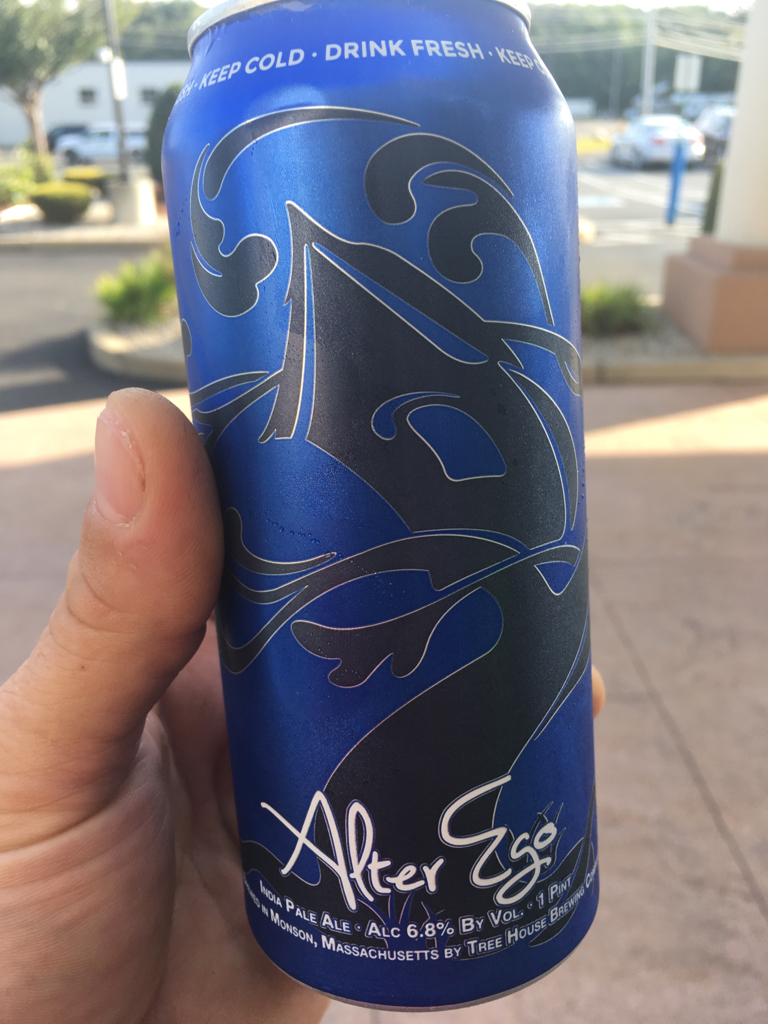 SH · KEEP COLD · DRINK FRESH · KEEP
Alter Ego
INDIA PALE ALE · ALC 6.8% BY VOL. · 1 PINT
IN MONSON, MASSACHUSETTS BY TREE HOUSE BREWING